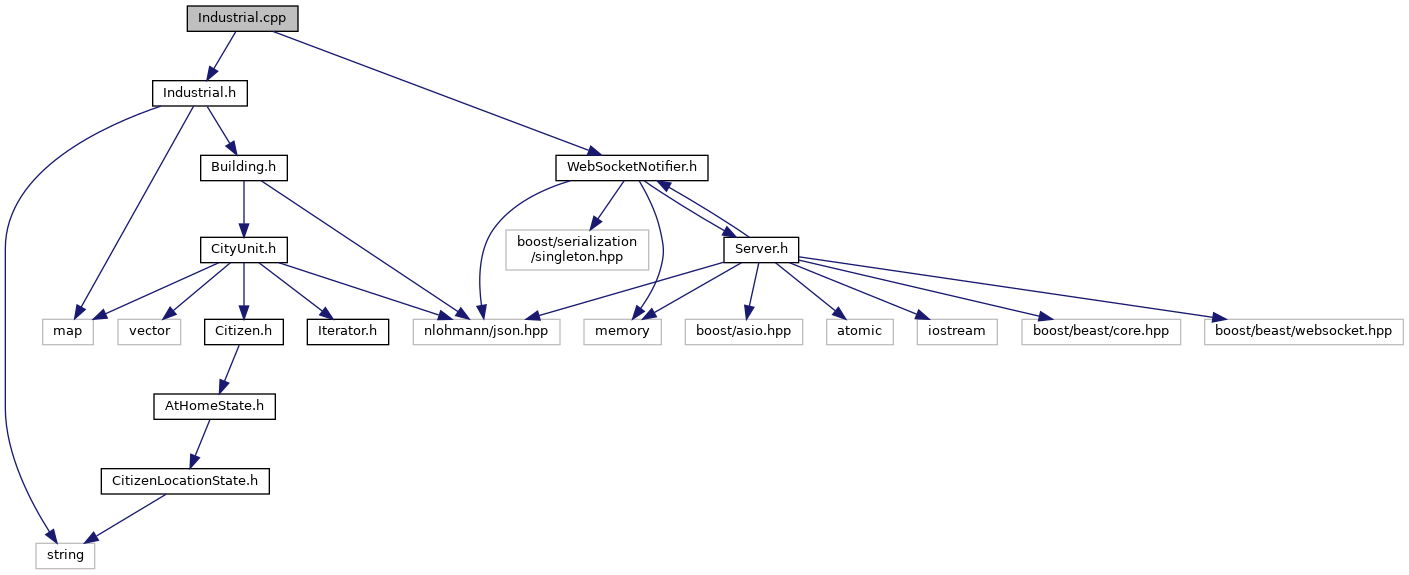 Industrial.cpp
Industrial.h
Building.h
WebSocketNotifier.h
CityUnit.h
boost/serialization
/singleton.hpp
Server.h
map
vector
Citizen.h
Iterator.h
nlohmann/json.hpp
memory
boost/asio.hpp
atomic
iostream
boost/beast/core.hpp
boost/beast/websocket.hpp
AtHomeState.h
CitizenLocationState.h
string